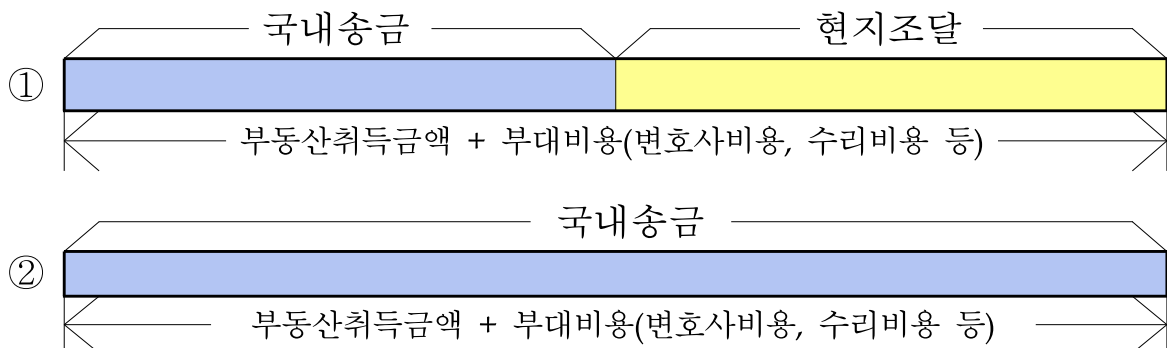 국내송금 현지조달
①
부동산취득금액 + 부대비용(변호사비용, 수리비용 등)
국내송금
②
부동산취득금액 + 부대비용(변호사비용, 수리비용 등)